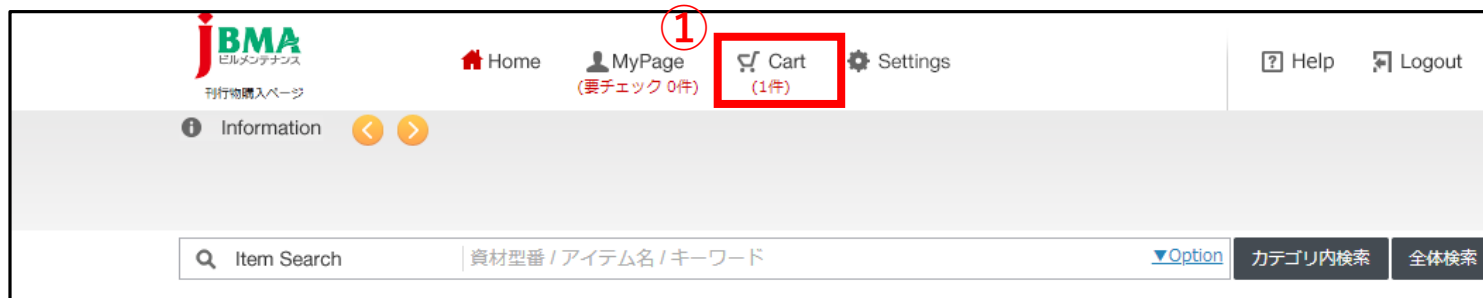 JBMA
ビルメンテナンス
刊行物購入ページ
①
Home
MyPage
(要チェック 0件)
Cart
(1件)
Settings
? Help
Logout
Information
Item Search
資材型番 / アイテム名 / キーワード
▼Option
カテゴリ内検索
全体検索